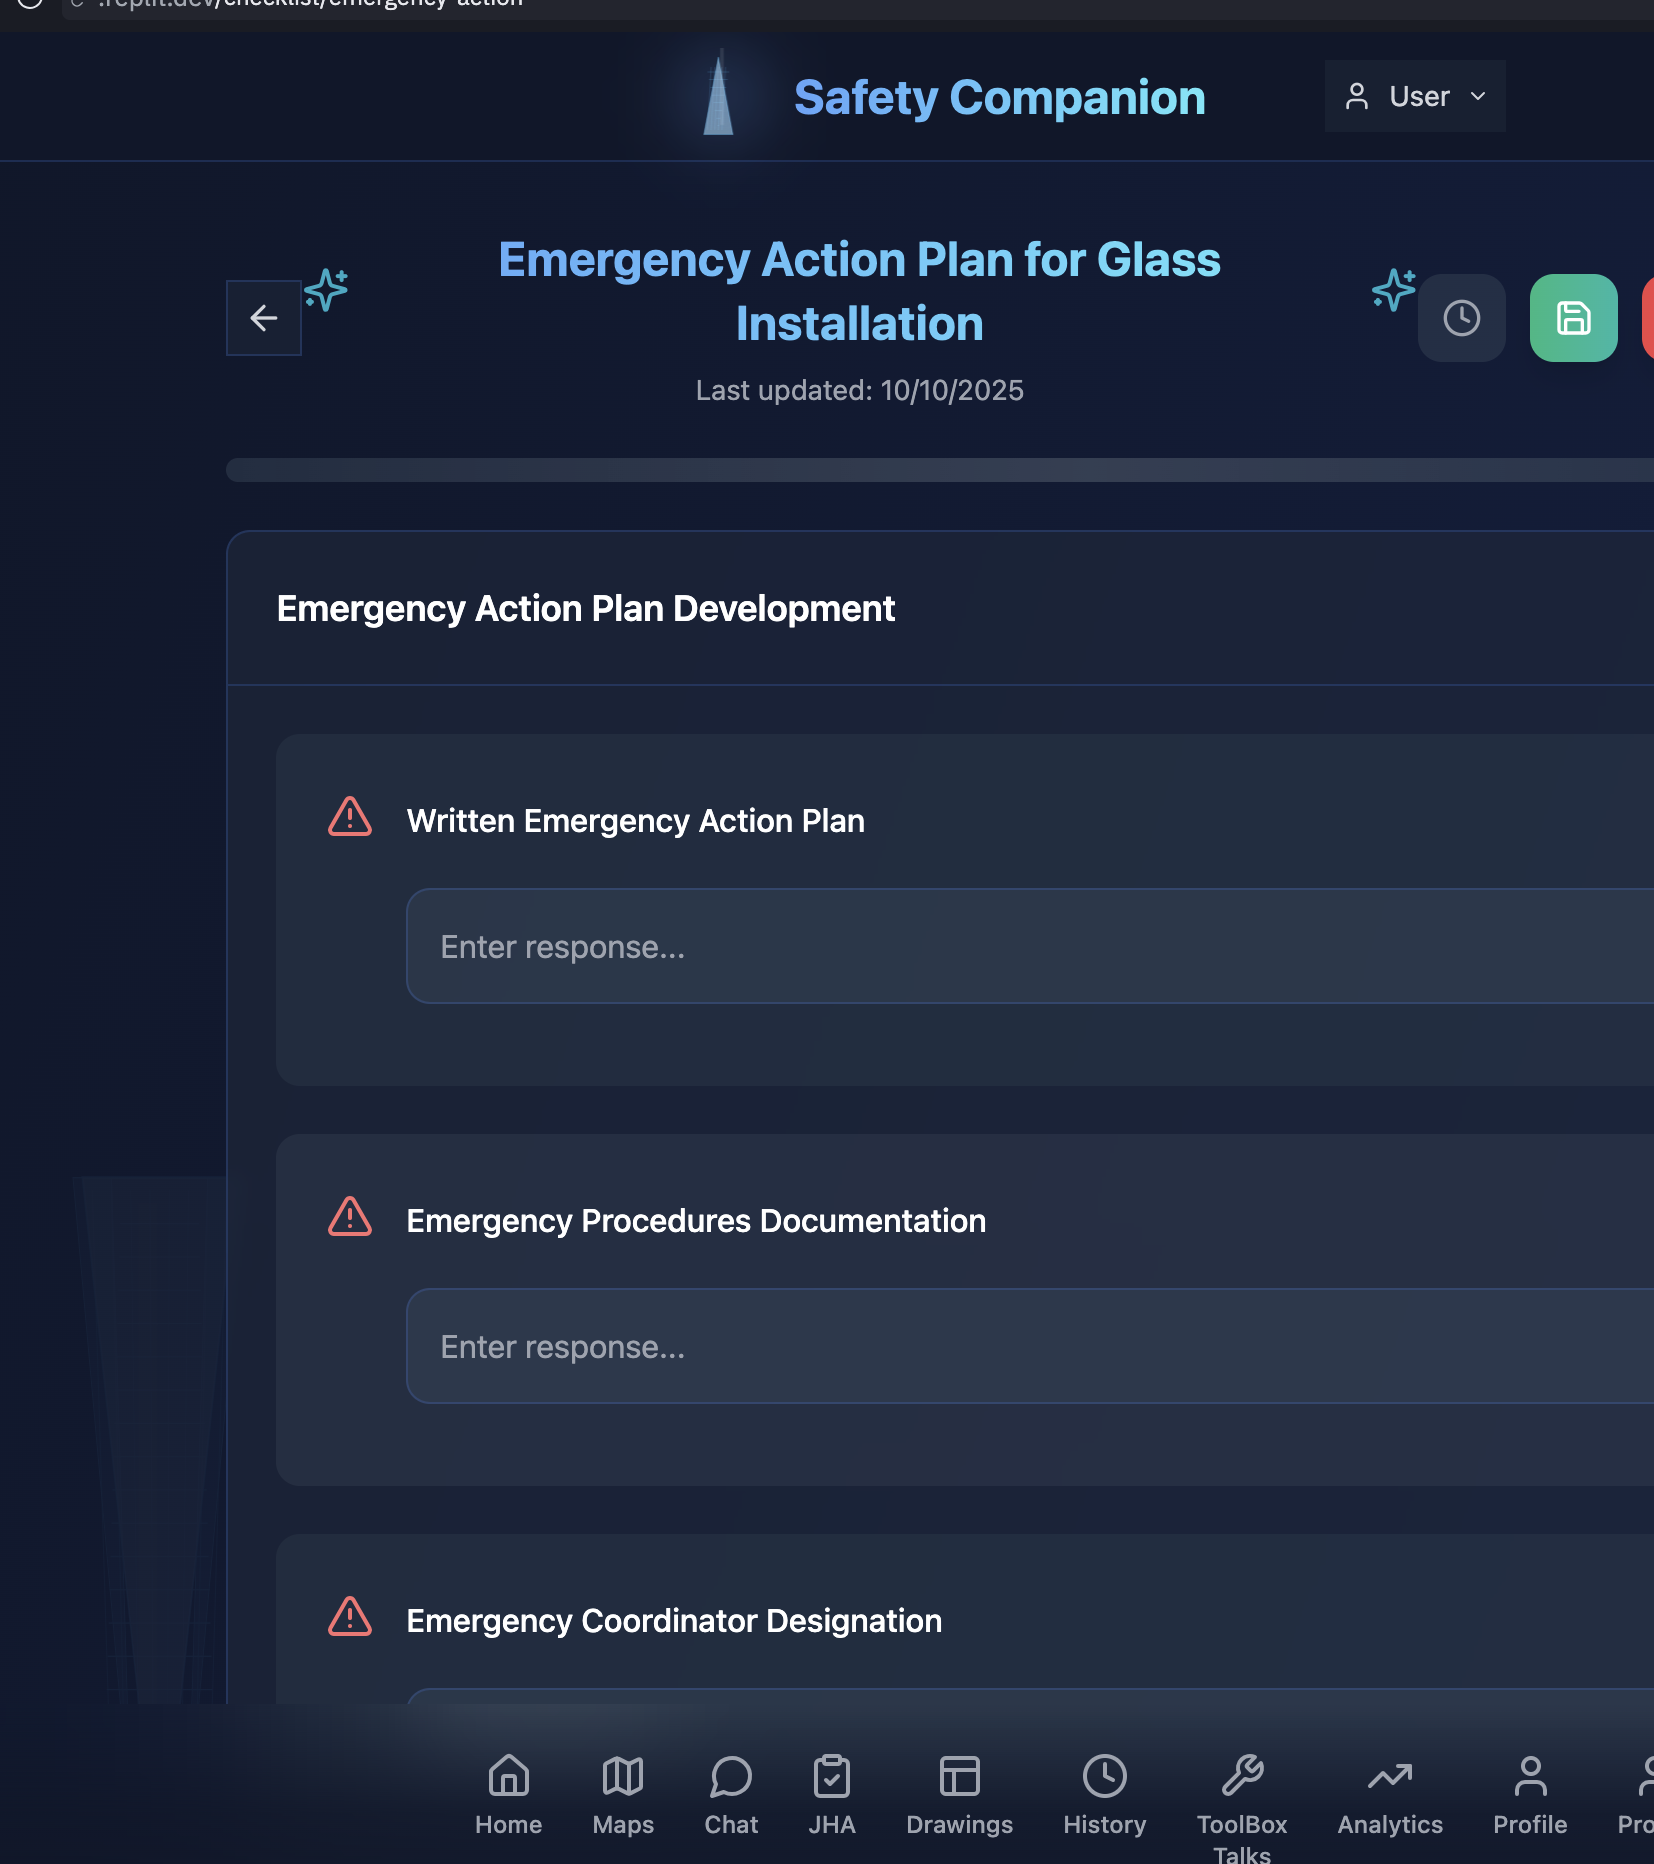 .replit.dev/checklist/emergency-action
Safety Companion
User
Emergency Action Plan for Glass
Installation
Last updated: 10/10/2025
Emergency Action Plan Development
Written Emergency Action Plan
Enter response...
Emergency Procedures Documentation
Enter response...
Emergency Coordinator Designation
Home
Maps
Chat
JHA
Drawings
History
ToolBox
Talks
Analytics
Profile
Pro